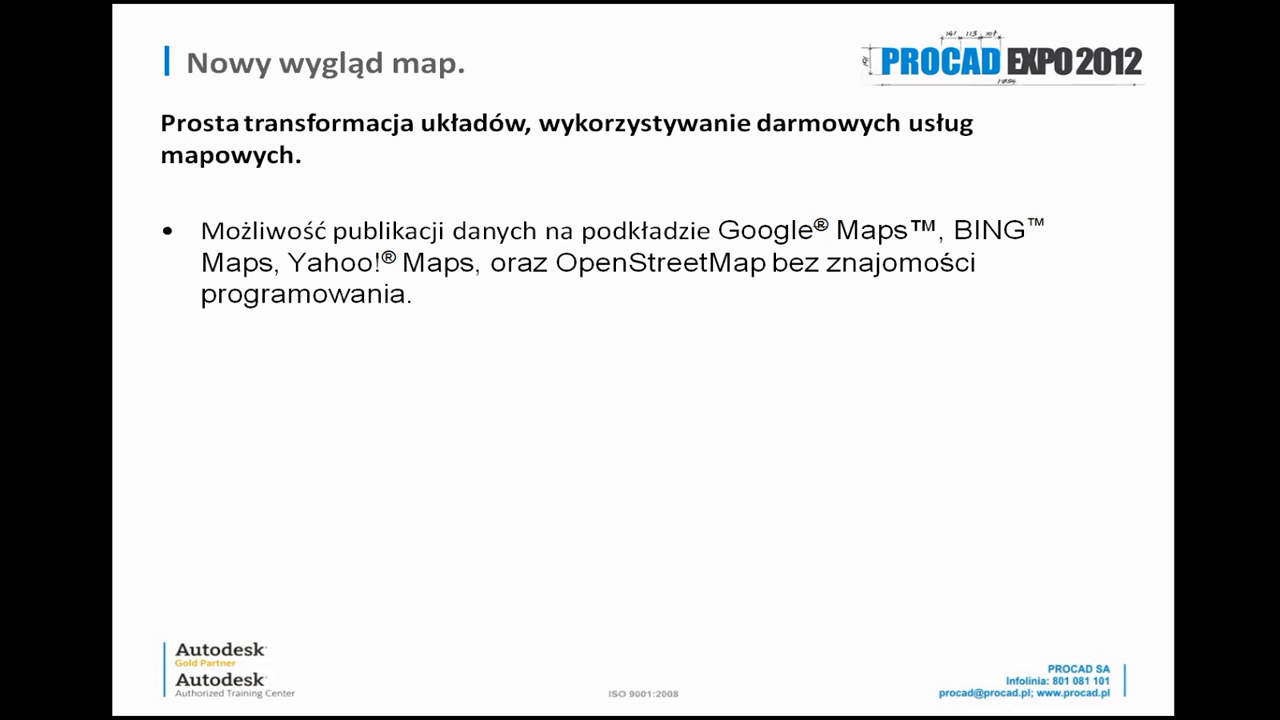 Nowy wygląd map.
PROCAD EXPO 2012
Prosta transformacja układów, wykorzystywanie darmowych usług
mapowych.
• Możliwość publikacji danych na podkładzie Google® Maps™, BING™
Maps, Yahoo!® Maps, oraz OpenStreetMap bez znajomości
programowania.
Autodesk
Gold Partner
Autodesk
Authorized Training Center
ISO 9001:2008
PROCAD SA
Infolinia: 801 081 101
procad@procad.pl; www.procad.pl